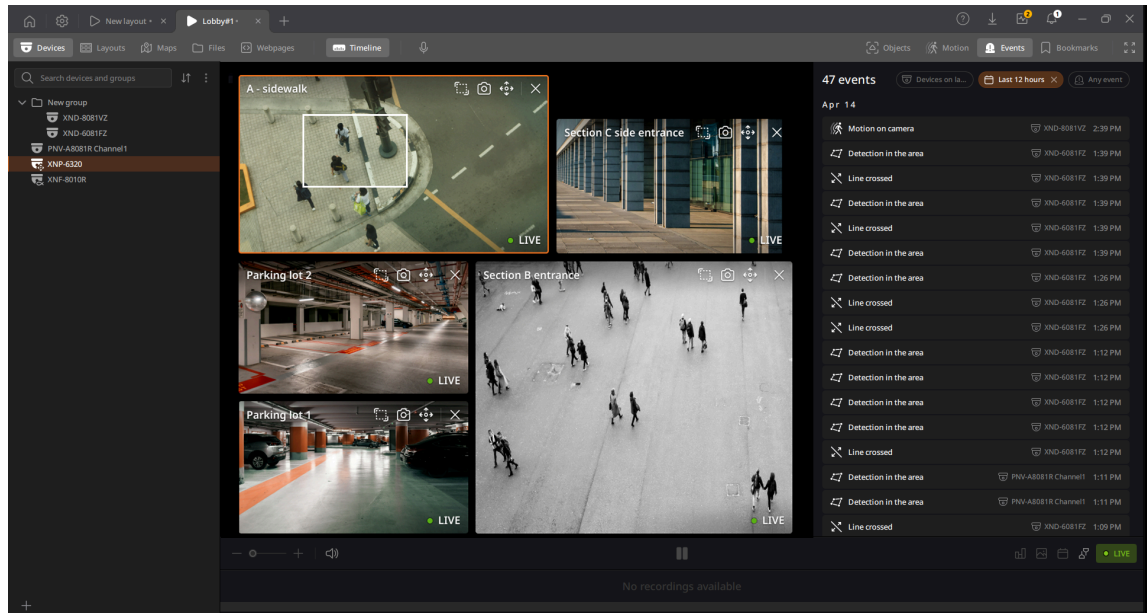 New layout
Lobby#1
2
1
Devices
Layouts
Maps
Files
Webpages
Timeline
Objects
Motion
Events
Bookmarks
Search devices and groups
New group
XND-8081VZ
XND-6081FZ
PNV-A8081R Channel1
XNP-6320
XNF-8010R
A - sidewalk
LIVE
Section C side entrance
LIVE
Parking lot 2
LIVE
Section B entrance
LIVE
Parking lot 1
LIVE
47 events
Devices on la...
Last 12 hours
Any event
Apr 14
Motion on camera XND-8081VZ 2:39 PM
Detection in the area XND-6081FZ 1:39 PM
Line crossed XND-6081FZ 1:39 PM
Detection in the area XND-6081FZ 1:39 PM
Line crossed XND-6081FZ 1:39 PM
Detection in the area XND-6081FZ 1:39 PM
Detection in the area XND-6081FZ 1:26 PM
Line crossed XND-6081FZ 1:26 PM
Line crossed XND-6081FZ 1:26 PM
Detection in the area XND-6081FZ 1:12 PM
Detection in the area XND-6081FZ 1:12 PM
Detection in the area XND-6081FZ 1:12 PM
Detection in the area XND-6081FZ 1:12 PM
Line crossed XND-6081FZ 1:12 PM
Detection in the area PNV-A8081R Channel1 1:11 PM
Detection in the area PNV-A8081R Channel1 1:11 PM
Line crossed XND-6081FZ 1:09 PM
LIVE
No recordings available